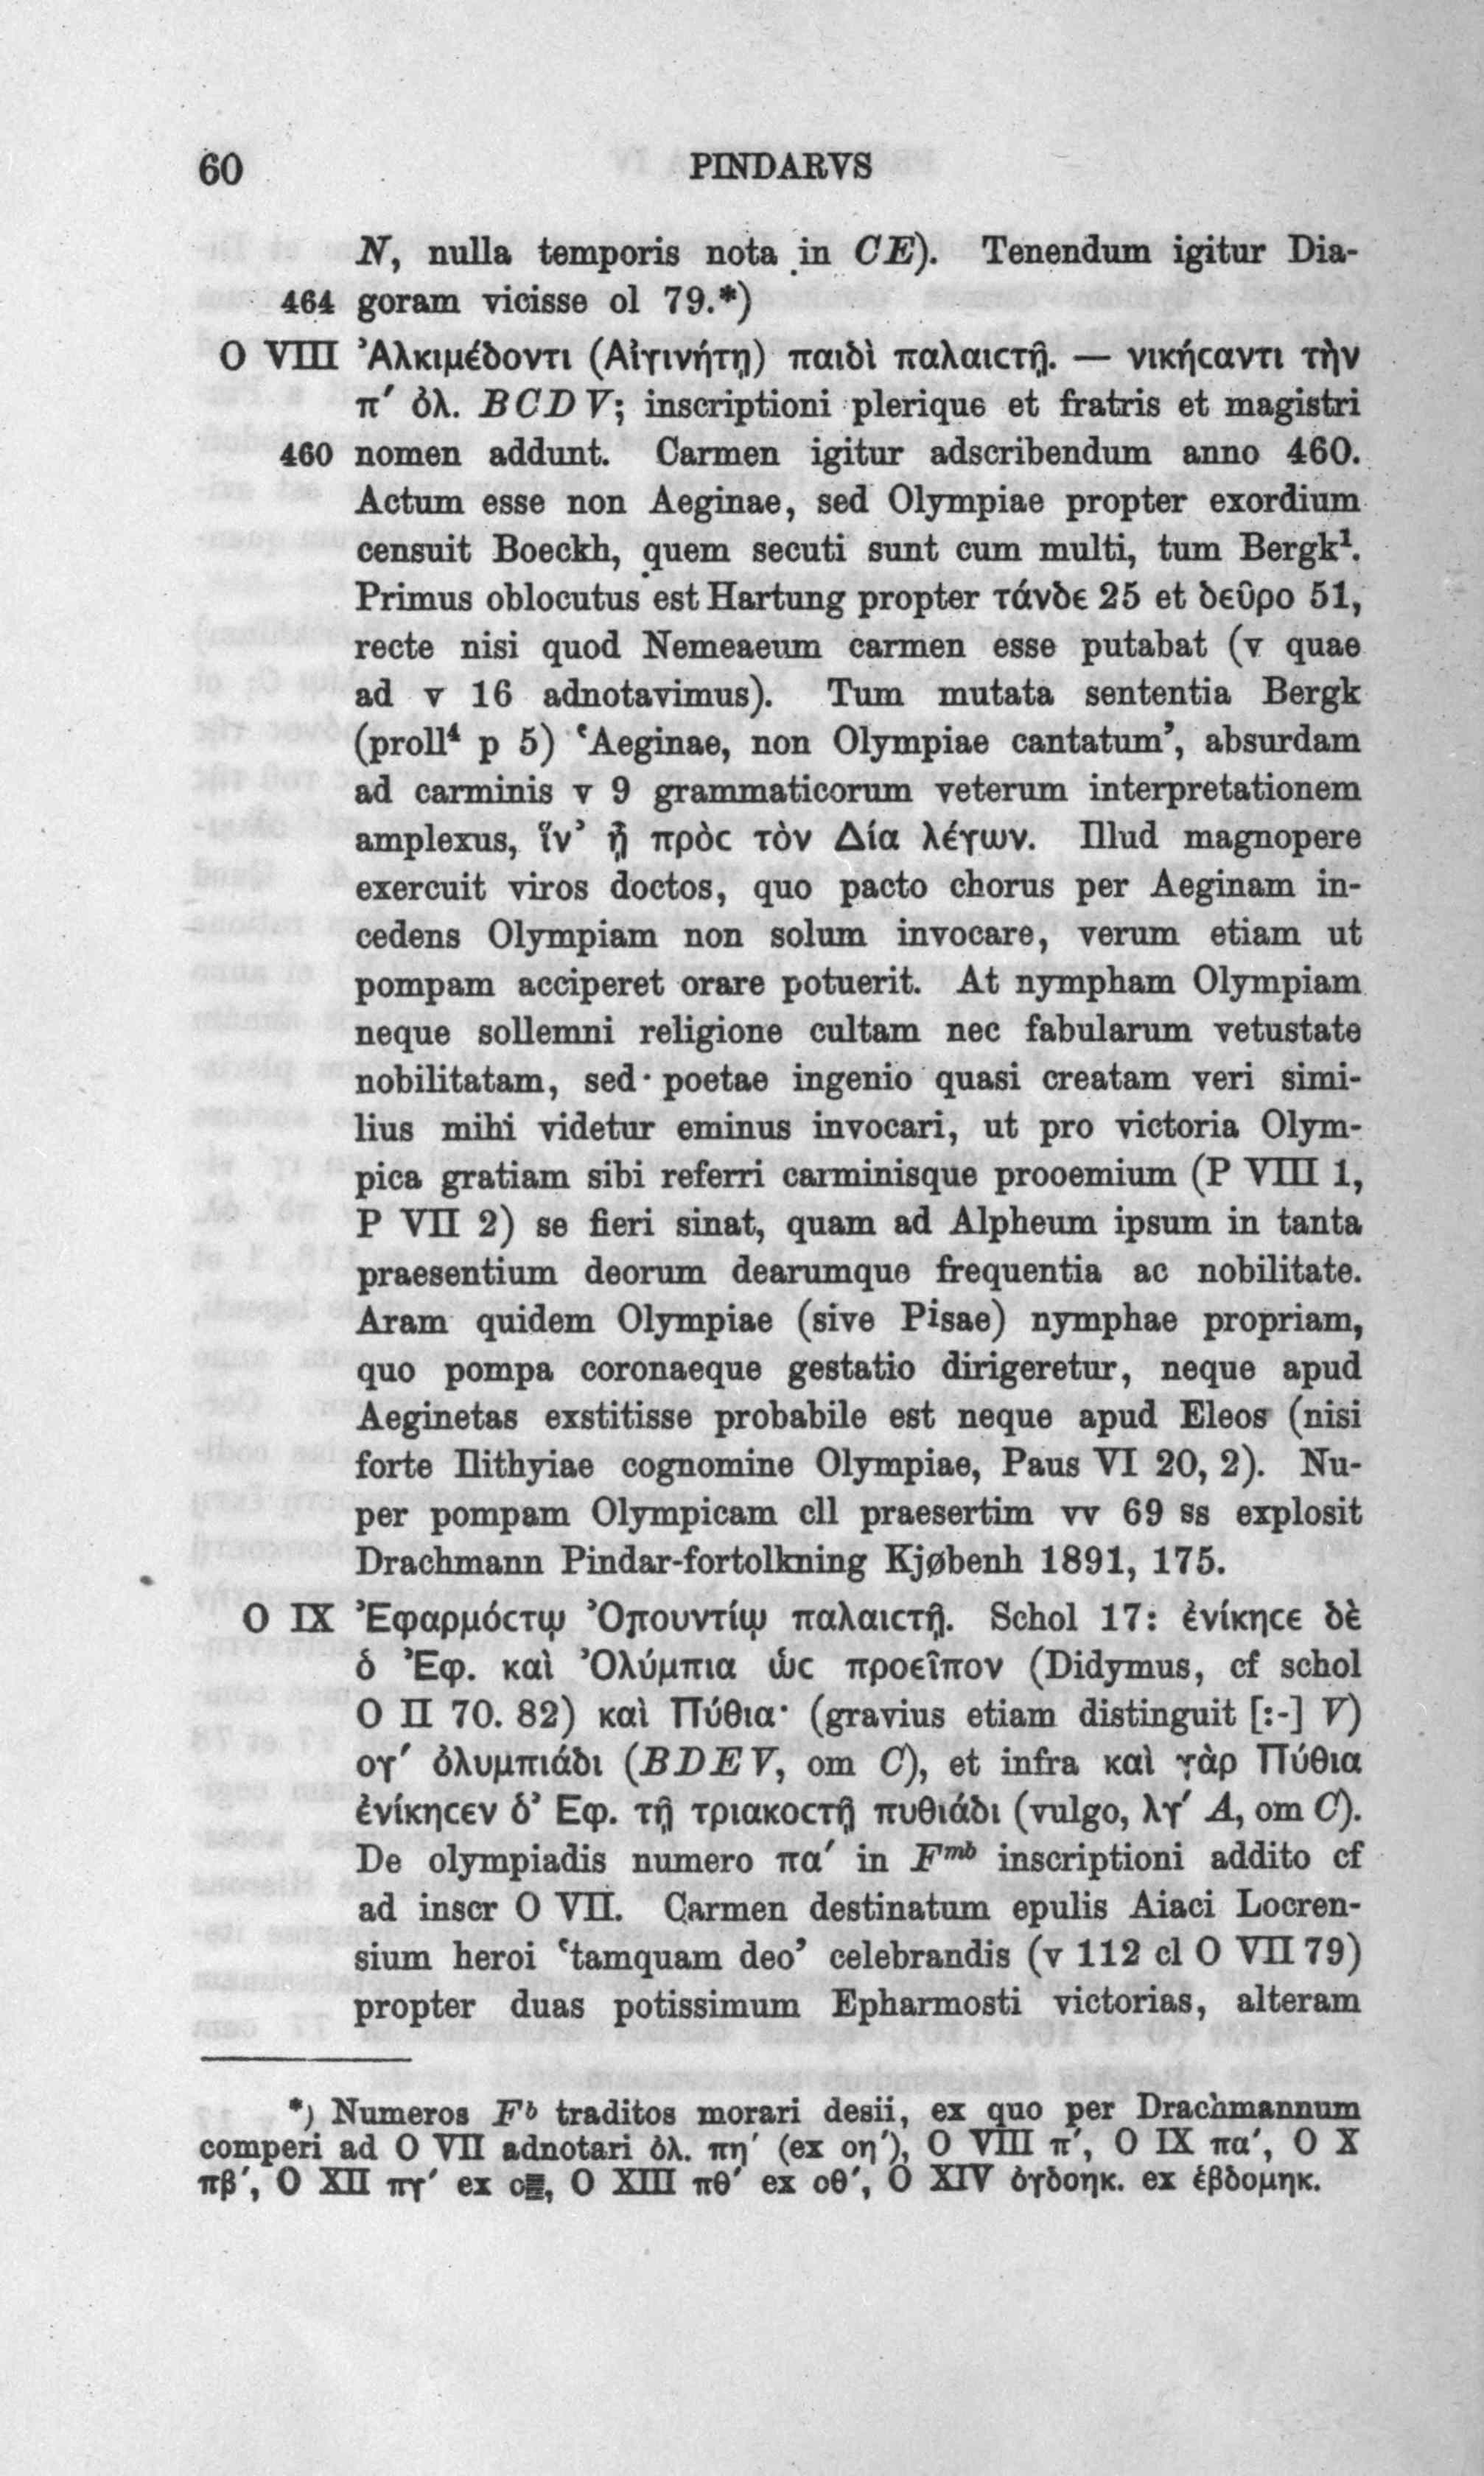 60 PINDARVS
N, nulla temporis nota in CE). Tenendum igitur Dia-
464 goram vicisse ol 79.*)
O VIII Ἀλκιμέδοντι (Αἰγινήτῃ) παιδὶ παλαιϲτῇ. — νικήϲαντι τὴν
π′ ὀλ. BCDV; inscriptioni plerique et fratris et magistri
460 nomen addunt. Carmen igitur adscribendum anno 460.
Actum esse non Aeginae, sed Olympiae propter exordium
censuit Boeckh, quem secuti sunt cum multi, tum Bergk¹.
Primus oblocutus est Hartung propter τάνδε 25 et δεῦρο 51,
recte nisi quod Nemeaeum carmen esse putabat (v quae
ad v 16 adnotavimus). Tum mutata sententia Bergk
(proll⁴ p 5) ‘Aeginae, non Olympiae cantatum’, absurdam
ad carminis v 9 grammaticorum veterum interpretationem
amplexus, ἵν’ ᾖ πρὸϲ τὸν Δία λέγων. Illud magnopere
exercuit viros doctos, quo pacto chorus per Aeginam in-
cedens Olympiam non solum invocare, verum etiam ut
pompam acciperet orare potuerit. At nympham Olympiam
neque sollemni religione cultam nec fabularum vetustate
nobilitatam, sed poetae ingenio quasi creatam veri simi-
lius mihi videtur eminus invocari, ut pro victoria Olym-
pica gratiam sibi referri carminisque prooemium (P VIII 1,
P VII 2) se fieri sinat, quam ad Alpheum ipsum in tanta
praesentium deorum dearumque frequentia ac nobilitate.
Aram quidem Olympiae (sive Pisae) nymphae propriam,
quo pompa coronaeque gestatio dirigeretur, neque apud
Aeginetas exstitisse probabile est neque apud Eleos (nisi
forte Ilithyiae cognomine Olympiae, Paus VI 20, 2). Nu-
per pompam Olympicam cll praesertim vv 69 ss explosit
Drachmann Pindar-fortolkning Kjøbenh 1891, 175.
O IX Ἐφαρμόϲτῳ Ὀπουντίῳ παλαιϲτῇ. Schol 17: ἐνίκηϲε δὲ
ὁ Ἐφ. καὶ Ὀλύμπια ὡϲ προεῖπον (Didymus, cf schol
O II 70. 82) καὶ Πύθια· (gravius etiam distinguit [:-] V)
ογ′ ὀλυμπιάδι (BDEV, om C), et infra καὶ γὰρ Πύθια
ἐνίκηϲεν ὁ’ Εφ. τῇ τριακοϲτῇ πυθιάδι (vulgo, λγ′ A, om C).
De olympiadis numero πα′ in Fᵐᵇ inscriptioni addito cf
ad inscr O VII. Carmen destinatum epulis Aiaci Locren-
sium heroi ‘tamquam deo’ celebrandis (v 112 cl O VII 79)
propter duas potissimum Epharmosti victorias, alteram
*) Numeros Fᵇ traditos morari desii, ex quo per Drachmannum
comperi ad O VII adnotari ὀλ. πη′ (ex οη′), O VIII π′, O IX πα′, O X
πβ′, O XII πγ′ ex ο, O XIII πθ′ ex οθ′, O XIV ὀγδοηκ. ex ἑβδομηκ.